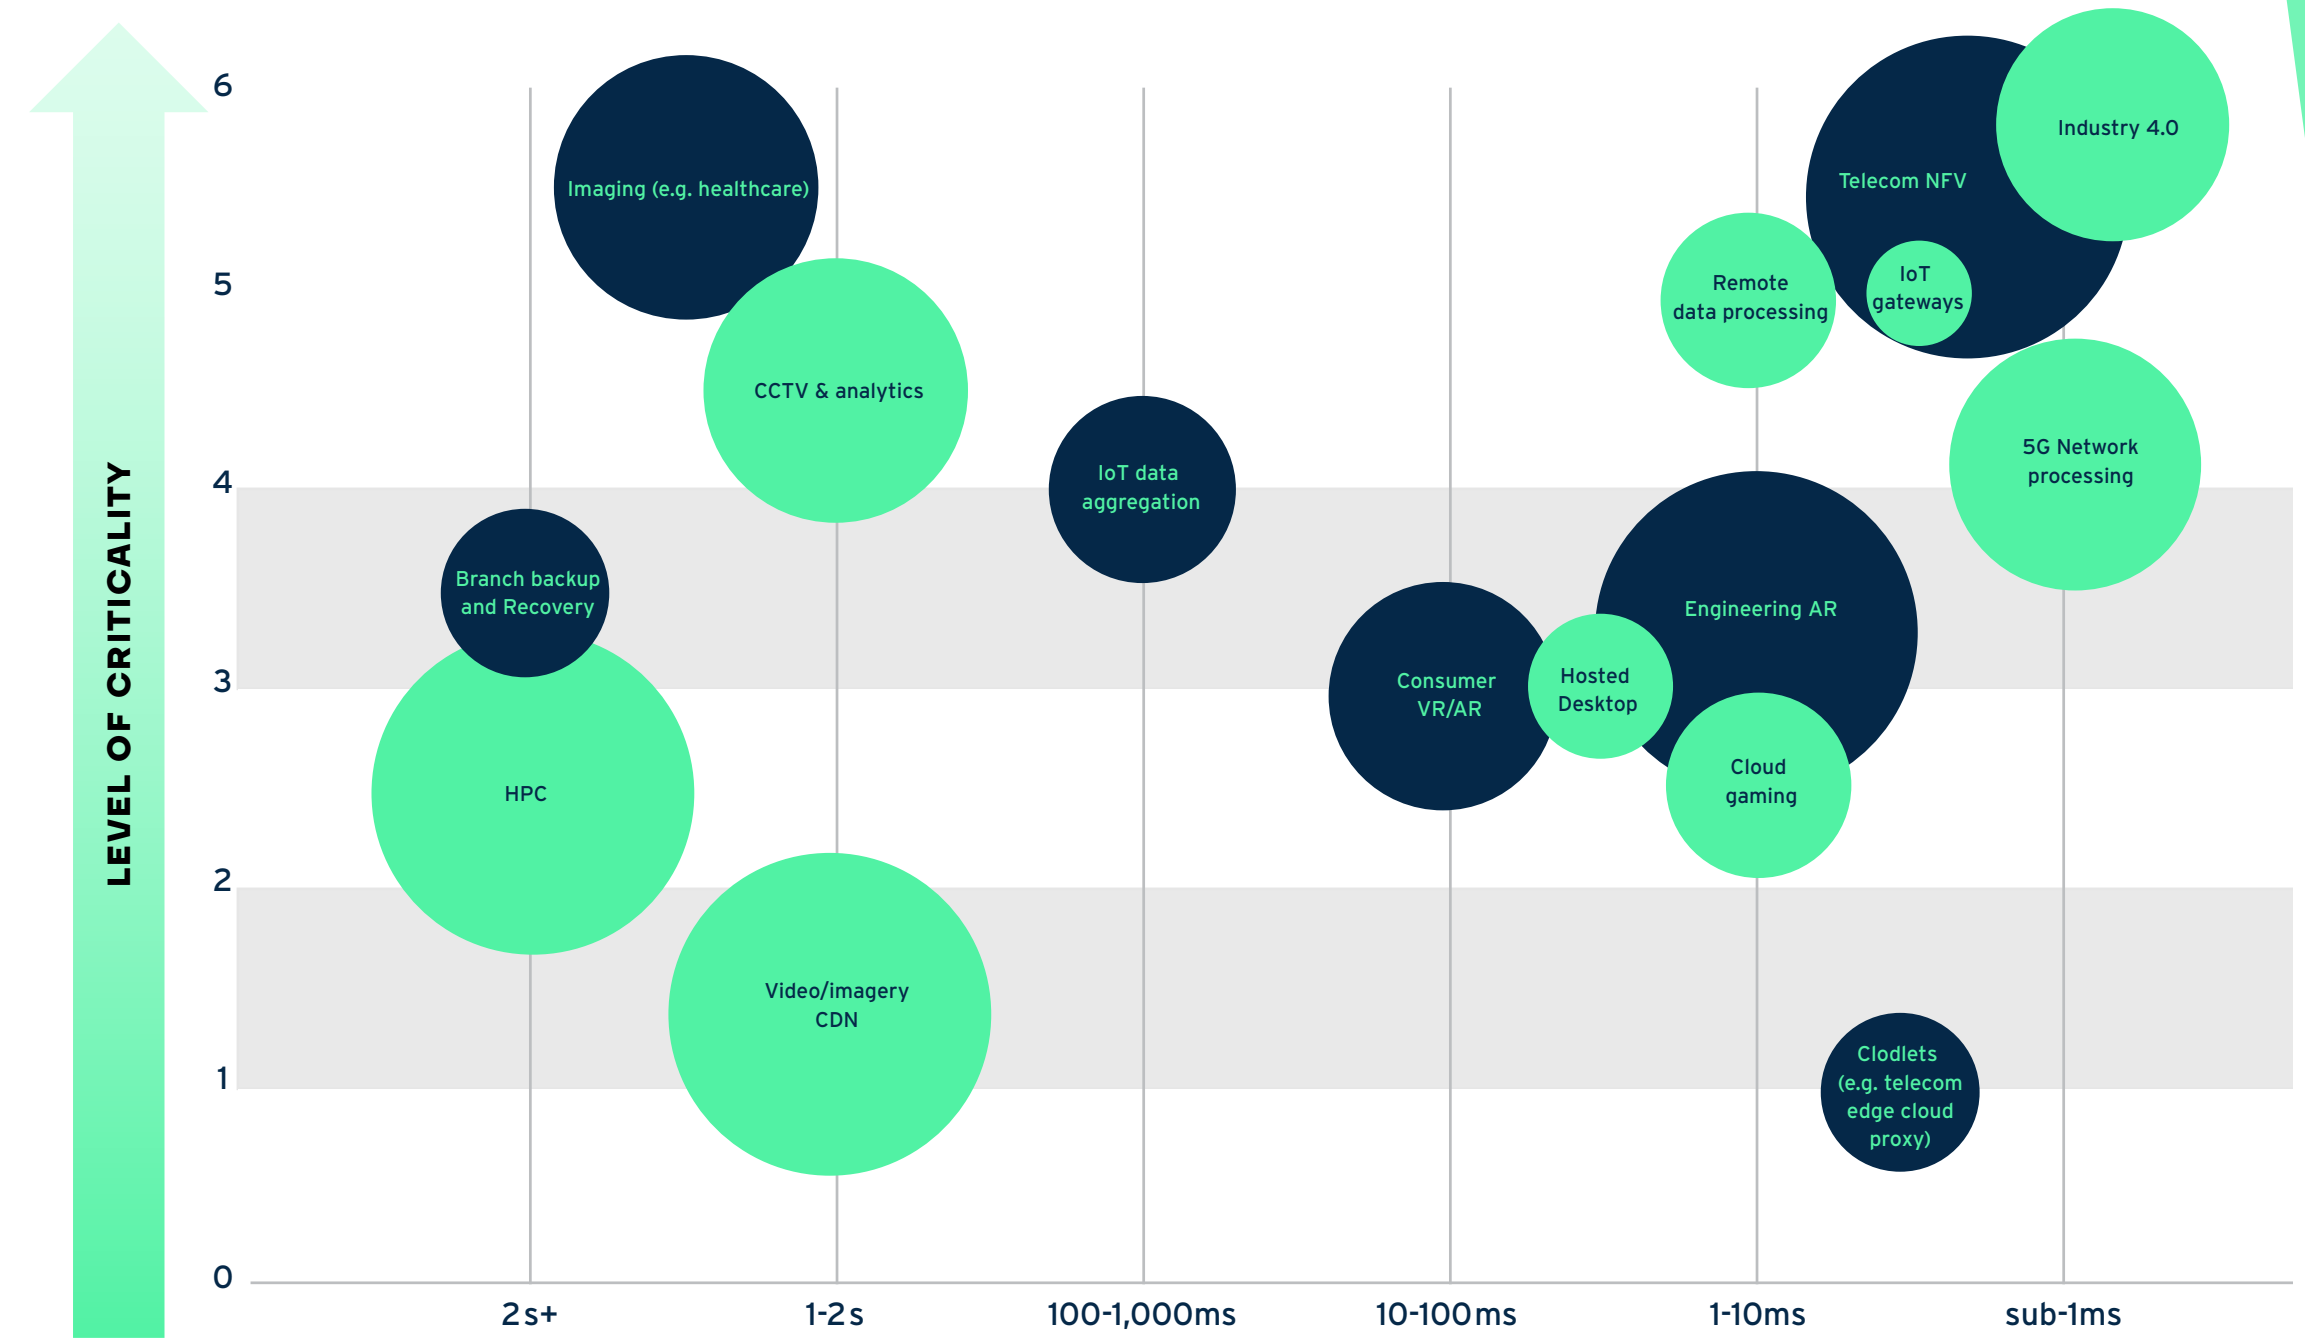 LEVEL OF CRITICALITY
6
5
4
3
2
1
0
Imaging (e.g. healthcare)
CCTV & analytics
IoT data
aggregation
Branch backup
and Recovery
HPC
Video/imagery
CDN
Industry 4.0
Telecom NFV
IoT
gateways
Remote
data processing
5G Network
processing
Engineering AR
Consumer
VR/AR
Hosted
Desktop
Cloud
gaming
Clodlets
(e.g. telecom
edge cloud
proxy)
2s+
1-2s
100-1,000ms
10-100ms
1-10ms
sub-1ms